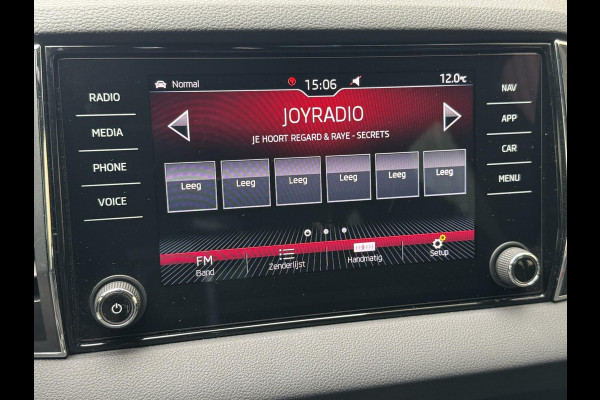 RADIO
MEDIA
PHONE
VOICE
Normal
15:06
12.0°C
JOYRADIO
JE HOORT REGARD & RAYE - SECRETS
Leeg Leeg Leeg Leeg Leeg Leeg
FM
Band
Zenderlijst
Handmatig
Setup
NAV
APP
CAR
MENU